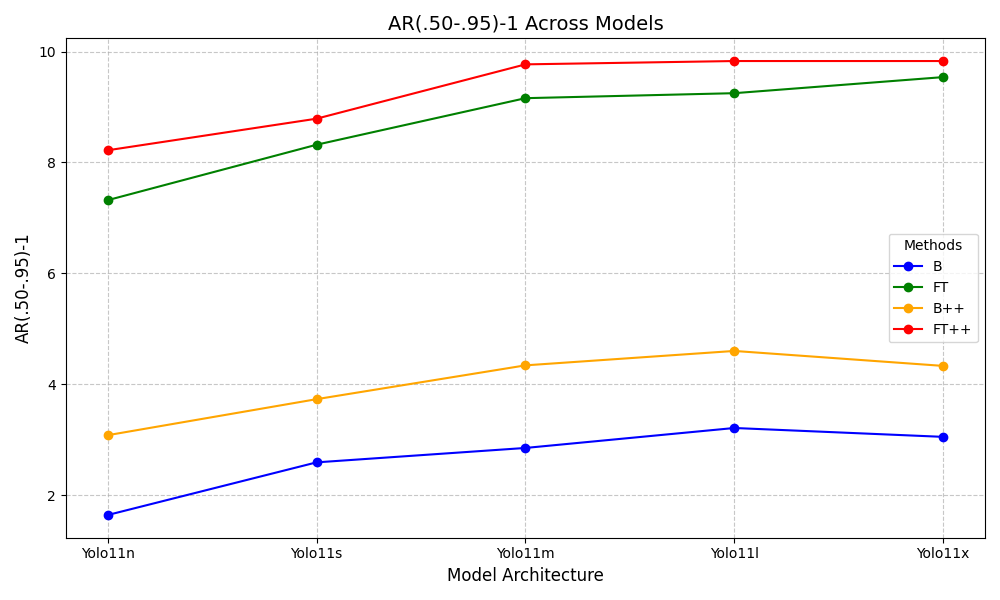 AR(.50-.95)-1 Across Models
AR(.50-.95)-1
10
8
6
4
2
Methods
B
FT
B++
FT++
Yolo11n Yolo11s Yolo11m Yolo11l Yolo11x
Model Architecture